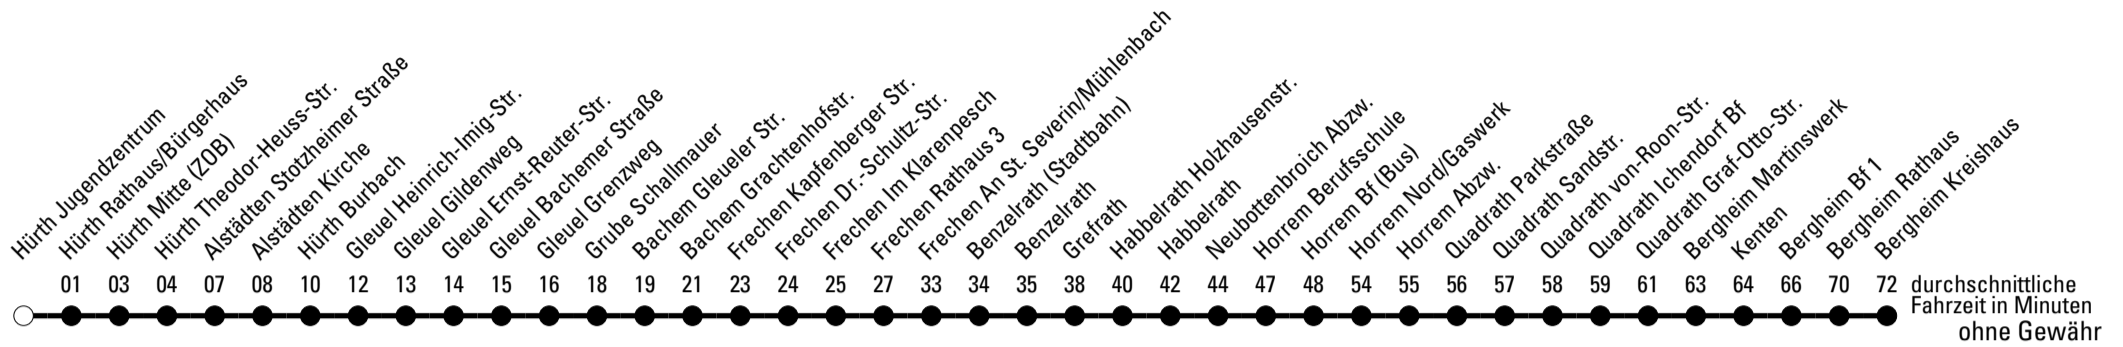 Hürth Jugendzentrum
Hürth Rathaus/Bürgerhaus
Hürth Mitte (ZOB)
Hürth Theodor-Heuss-Str.
Alstädten Stotzheimer Straße
Alstädten Kirche
Hürth Burbach
Gleuel Heinrich-Imig-Str.
Gleuel Gildenweg
Gleuel Ernst-Reuter-Str.
Gleuel Bachemer Straße
Gleuel Grenzweg
Grube Schallmauer
Bachem Gleueler Str.
Bachem Grachtenhofstr.
Frechen Kapfenberger Str.
Frechen Dr.-Schultz-Str.
Frechen Im Klarenpesch
Frechen Rathaus 3
Frechen An St. Severin/Mühlenbach
Benzelrath (Stadtbahn)
Benzelrath
Grefrath
Habbelrath Holzhausenstr.
Habbelrath
Neubottenbroich Abzw.
Horrem Berufsschule
Horrem Bf (Bus)
Horrem Nord/Gaswerk
Horrem Abzw.
Quadrath Parkstraße
Quadrath Sandstr.
Quadrath von-Roon-Str.
Quadrath Ichendorf Bf
Quadrath Graf-Otto-Str.
Bergheim Martinswerk
Kenten
Bergheim Bf 1
Bergheim Rathaus
Bergheim Kreishaus
01 03 04 07 08 10 12 13 14 15 16 18 19 21 23 24 25 27 33 34 35 38 40 42 44 47 48 54 55 56 57 58 59 61 63 64 66 70 72 durchschnittliche
Fahrzeit in Minuten
ohne Gewähr